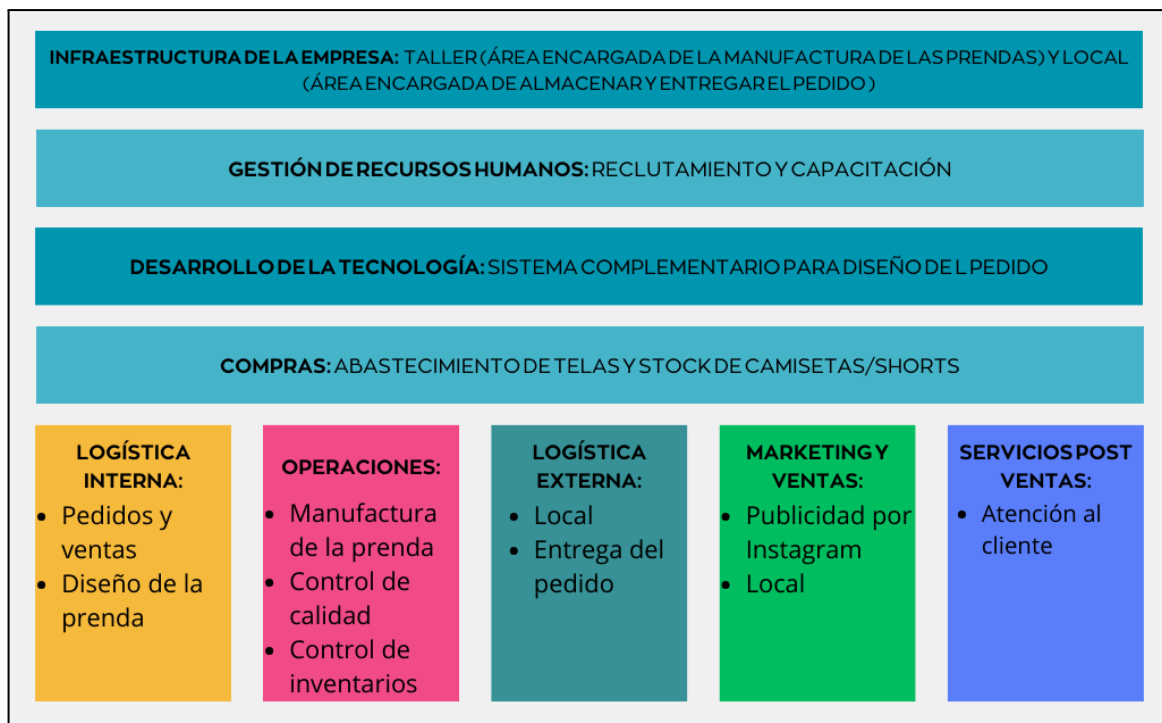 INFRAESTRUCTURA DE LA EMPRESA: TALLER (ÁREA ENCARGADA DE LA MANUFACTURA DE LAS PRENDAS) Y LOCAL
(ÁREA ENCARGADA DE ALMACENAR Y ENTREGAR EL PEDIDO )
GESTIÓN DE RECURSOS HUMANOS: RECLUTAMIENTO Y CAPACITACIÓN
DESARROLLO DE LA TECNOLOGÍA: SISTEMA COMPLEMENTARIO PARA DISEÑO DE L PEDIDO
COMPRAS: ABASTECIMIENTO DE TELAS Y STOCK DE CAMISETAS/SHORTS
LOGÍSTICA
INTERNA:
• Pedidos y
ventas
• Diseño de la
prenda
OPERACIONES:
• Manufactura
de la prenda
• Control de
calidad
• Control de
inventarios
LOGÍSTICA
EXTERNA:
• Local
• Entrega del
pedido
MARKETING Y
VENTAS:
• Publicidad por
Instagram
• Local
SERVICIOS POST
VENTAS:
• Atención al
cliente